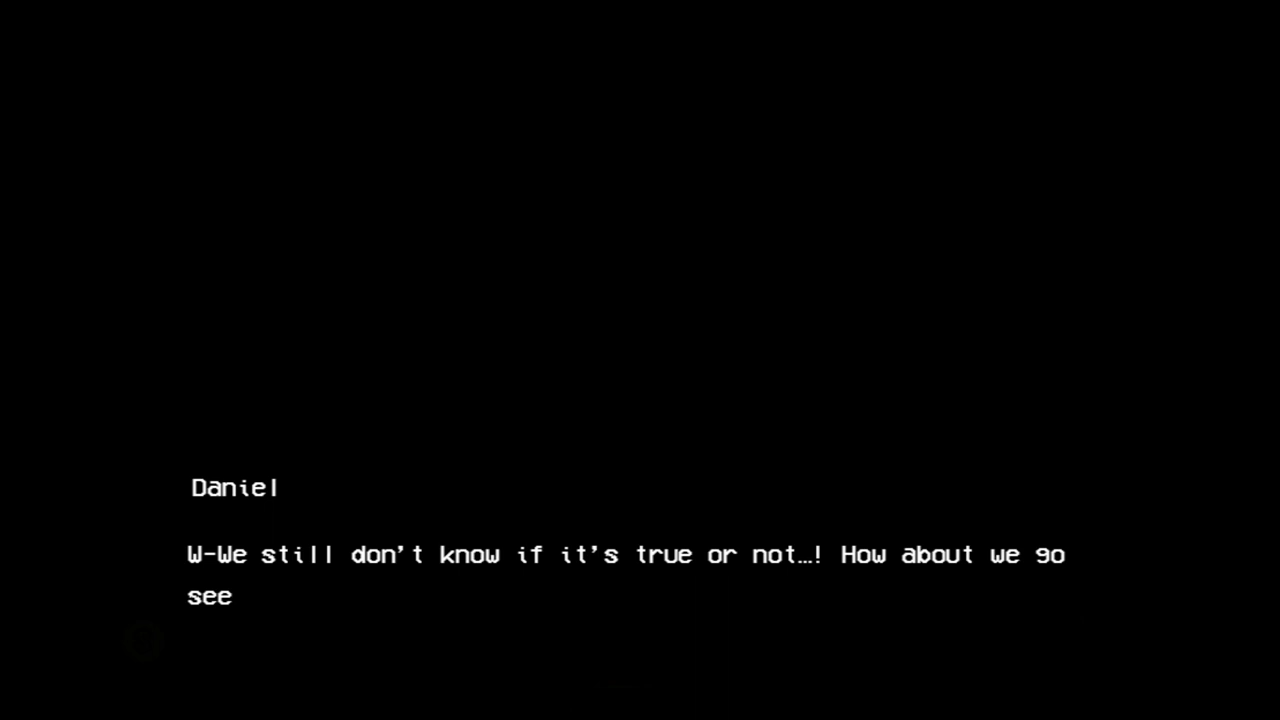 Daniel
W-We still don't know if it's true or not…! How about we go
see